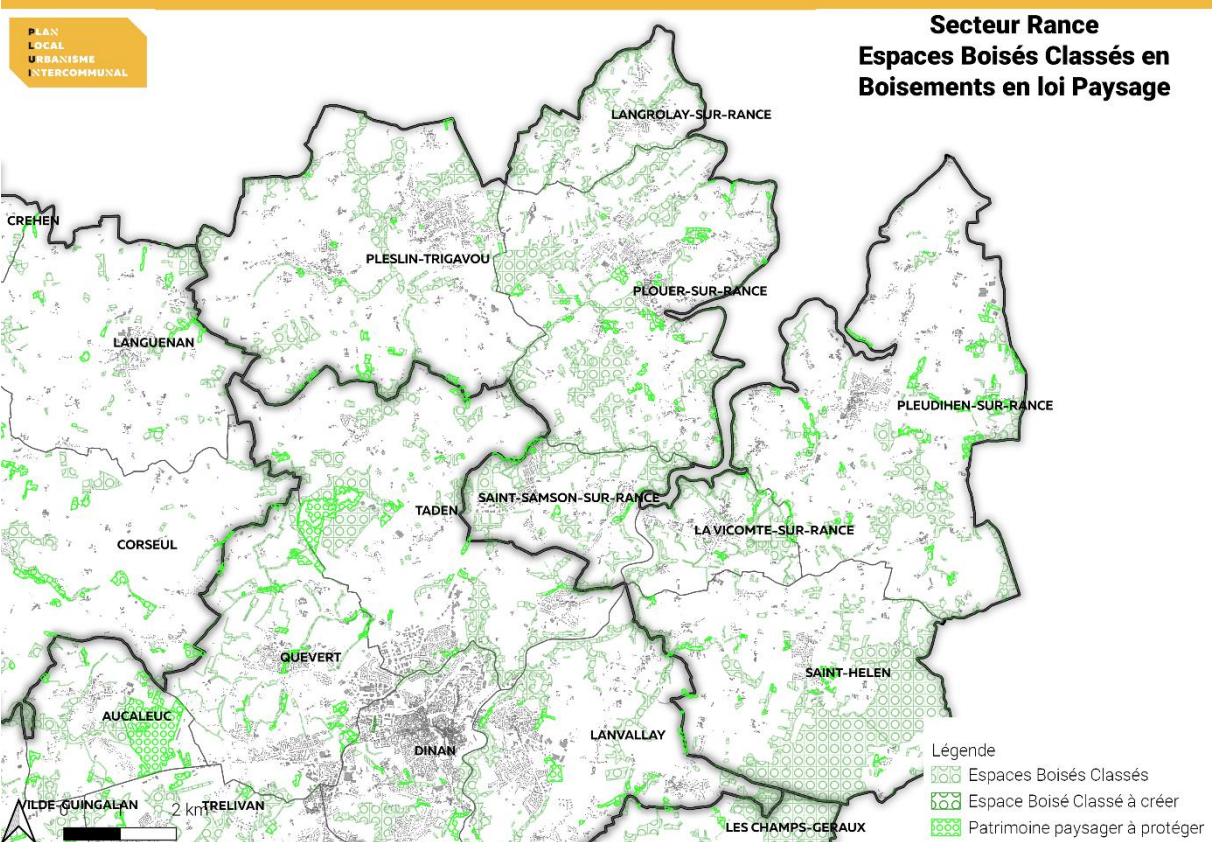 PLAN
LOCAL
URBANISME
INTERCOMMUNAL
Secteur Rance
Espaces Boisés Classés en
Boisements en loi Paysage
LANGROLAY-SUR-RANCE
CREHEN
PLESLIN-TRIGAVOU
PLOUER-SUR-RANCE
LANGUENAN
PLEUDIHEN-SUR-RANCE
SAINT-SAMSON-SUR-RANCE
TADEN
LA VICOMTE-SUR-RANCE
CORSEUL
QUEVERT
SAINT-HELEN
AUCALEUC
LANVALLAY
DINAN
Légende
Espaces Boisés Classés
Espace Boisé Classé à créer
Patrimoine paysager à protéger
VILDE-GUINGALAN
TRELIVAN
0 1 2 km
LES CHAMPS-GERAUX